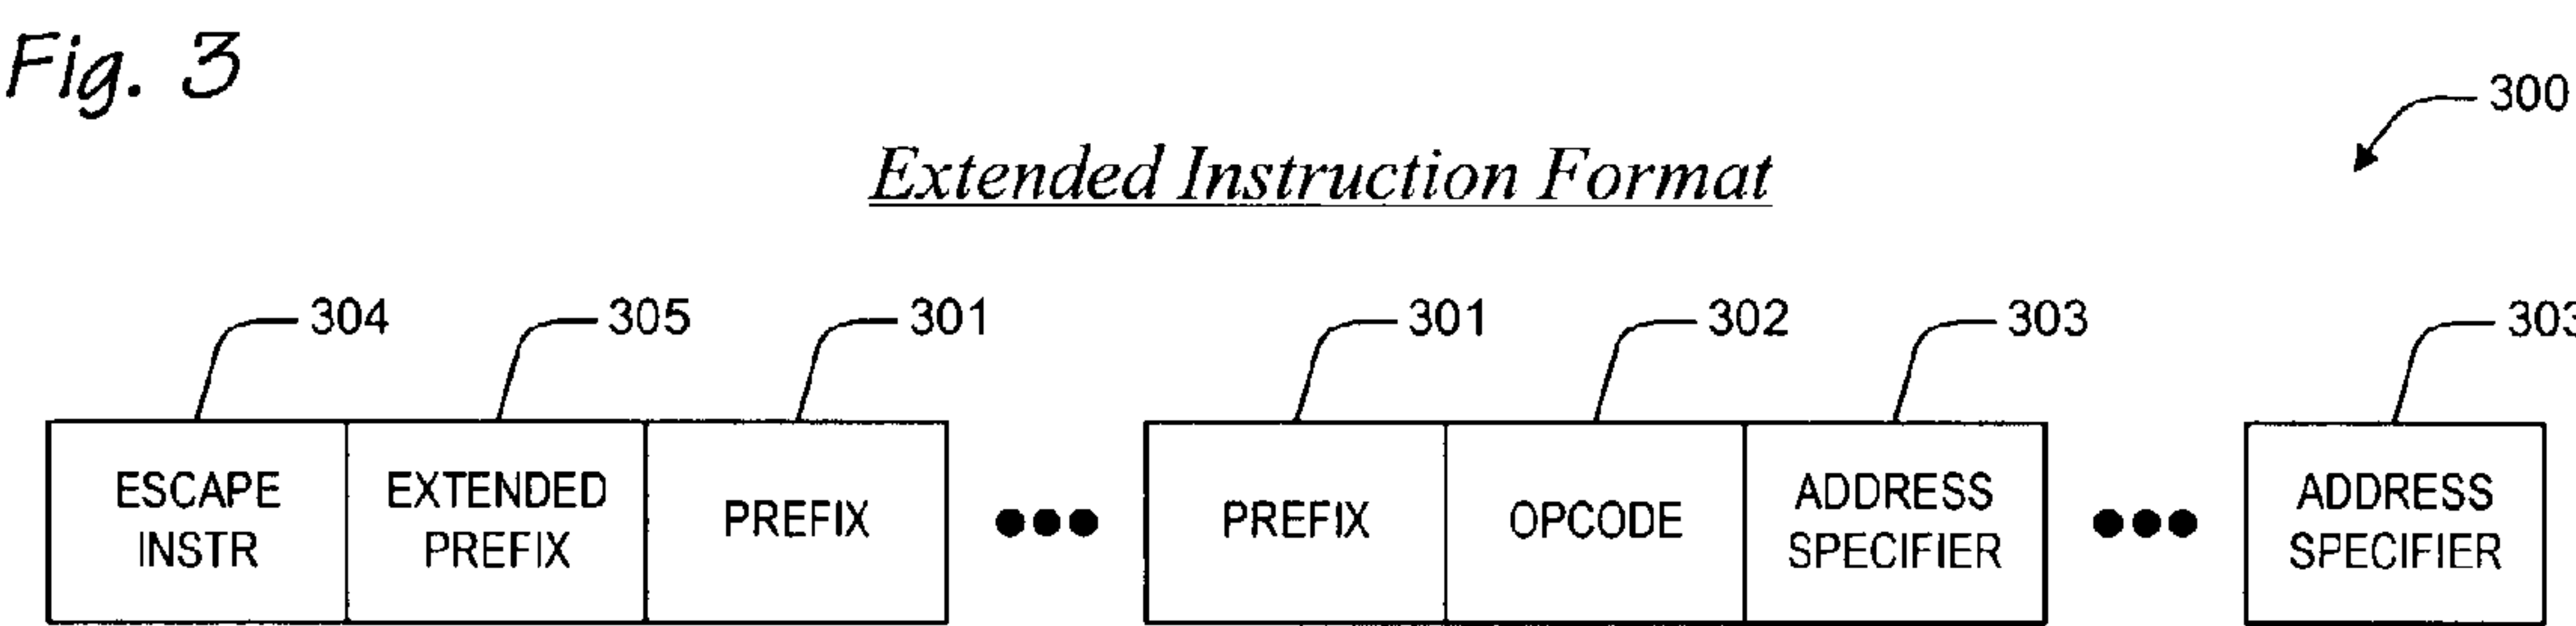 Fig. 3
300
Extended Instruction Format
304 305 301 301 302 303 303
ESCAPE INSTR
EXTENDED PREFIX
PREFIX
PREFIX
OPCODE
ADDRESS SPECIFIER
ADDRESS SPECIFIER